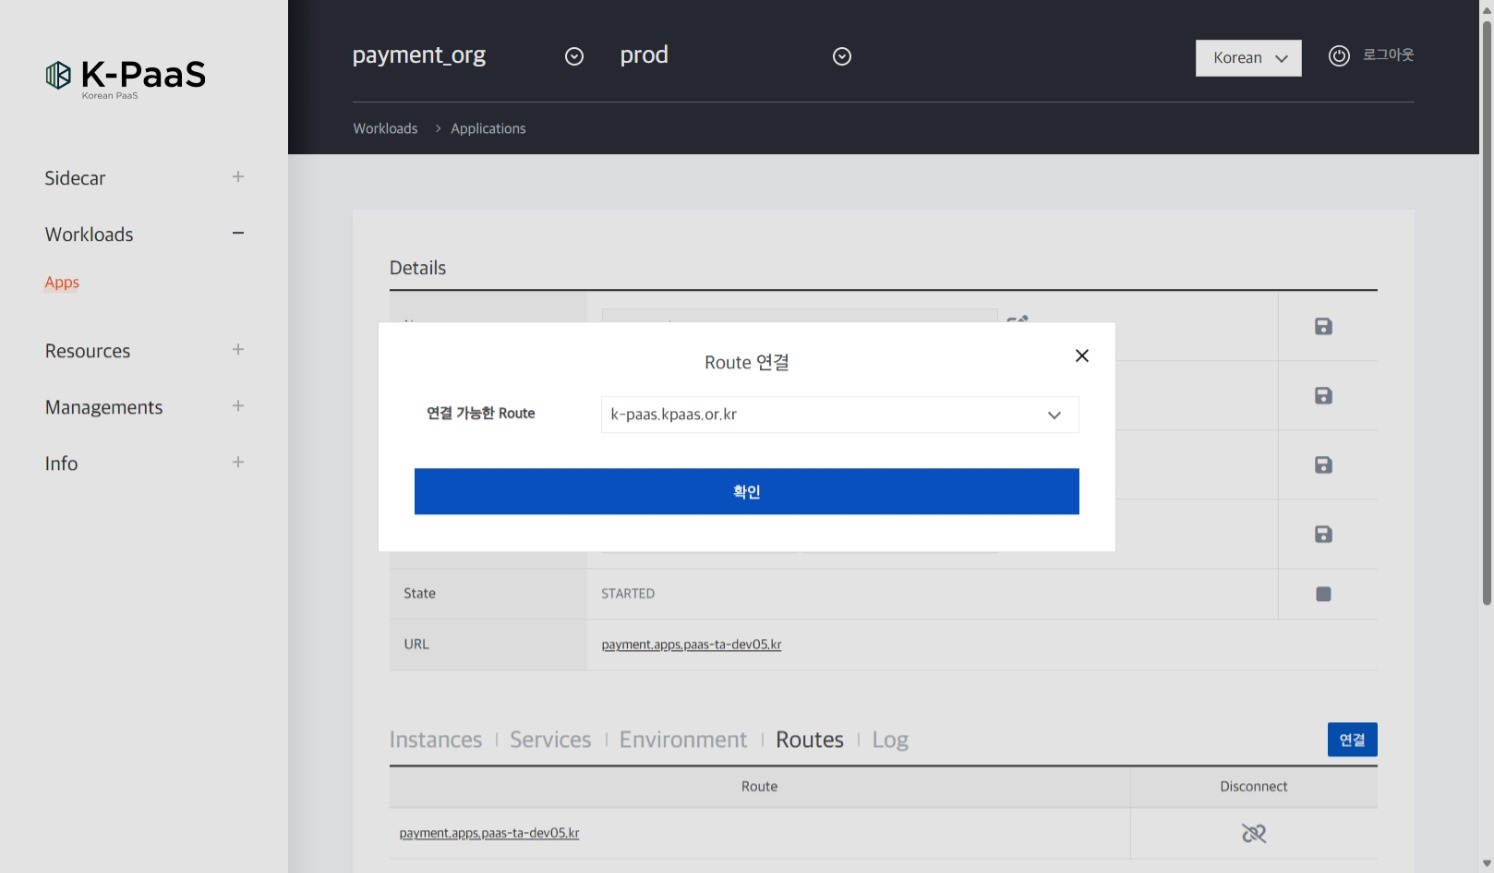 K-PaaS
Korean PaaS
payment_org
prod
Korean
로그아웃
Workloads > Applications
Sidecar
Workloads
Apps
Resources
Managements
Info
Details
Route 연결
연결 가능한 Route
k-paas.kpaas.or.kr
확인
State
STARTED
URL
payment.apps.paas-ta-dev05.kr
Instances
Services
Environment
Routes
Log
연결
Route
Disconnect
payment.apps.paas-ta-dev05.kr